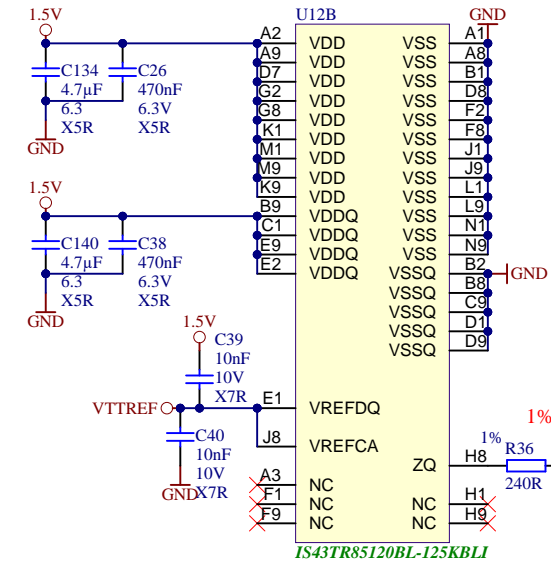 U12B
1.5V
C134
4.7µF
6.3
X5R
C26
470nF
6.3V
X5R
GND
A2 VDD
A9 VDD
D7 VDD
G2 VDD
G8 VDD
K1 VDD
M1 VDD
M9 VDD
K9 VDD
B9 VDDQ
C1 VDDQ
E9 VDDQ
E2 VDDQ
GND
VSS A1
VSS A8
VSS B1
VSS D8
VSS F2
VSS F8
VSS J1
VSS J9
VSS L1
VSS L9
VSS N1
VSS N9
VSSQ B2
VSSQ B8
VSSQ C9
VSSQ D1
VSSQ D9
GND
1.5V
C140
4.7µF
6.3
X5R
C38
470nF
6.3V
X5R
GND
1.5V
C39
10nF
10V
X7R
VTTREF
E1 VREFDQ
J8 VREFCA
C40
10nF
10V
X7R
GND
A3 NC
F1 NC
F9 NC
ZQ H8
NC H1
NC H9
1%
1%
R36
240R
IS43TR85120BL-125KBLI